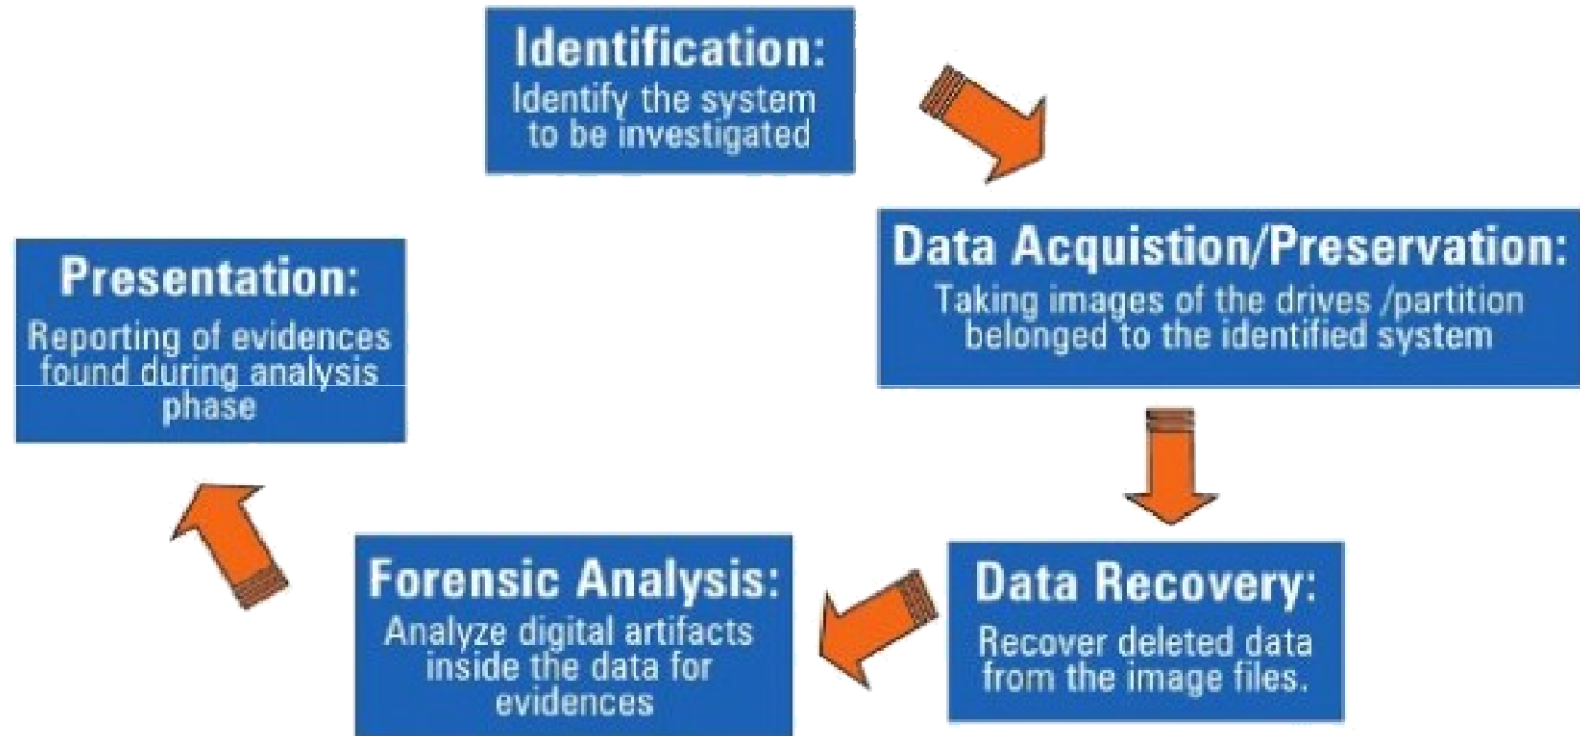 Identification:
Identify the system
to be investigated
Data Acquistion/Preservation:
Taking images of the drives /partition
belonged to the identified system
Data Recovery:
Recover deleted data
from the image files.
Forensic Analysis:
Analyze digital artifacts
inside the data for
evidences
Presentation:
Reporting of evidences
found during analysis
phase